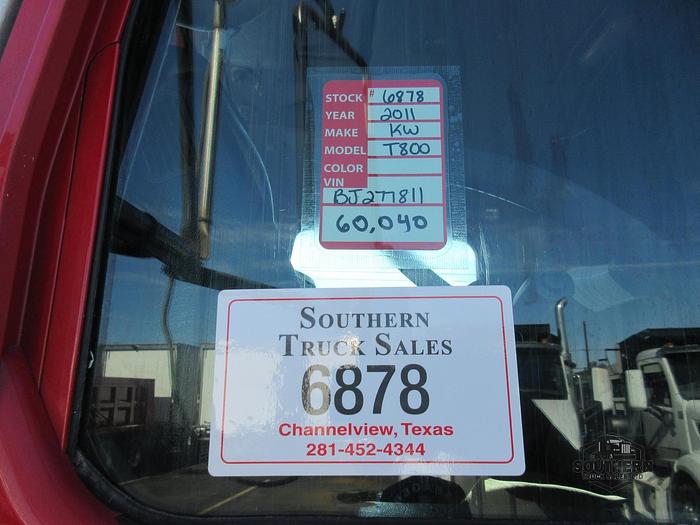 STOCK # 6878
YEAR 2011
MAKE KW
MODEL T800
COLOR
VIN
BJ277811
60,040
SOUTHERN
TRUCK SALES
6878
Channelview, Texas
281-452-4344
SOUTHERN